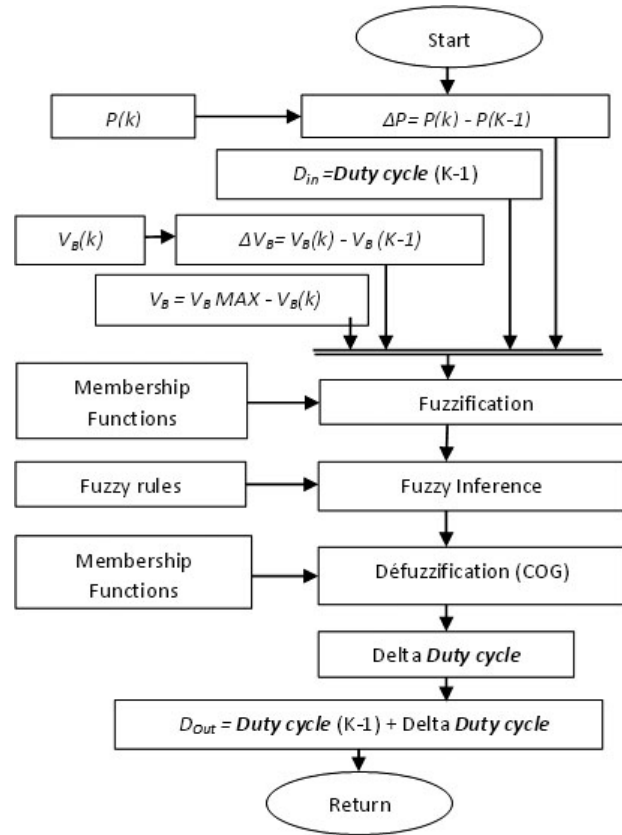 Start
P(k)
ΔP= P(k) - P(K-1)
D_in =Duty cycle (K-1)
V_B(k)
ΔV_B= V_B(k) - V_B (K-1)
V_B = V_B MAX - V_B(k)
Membership
Functions
Fuzzification
Fuzzy rules
Fuzzy Inference
Membership
Functions
Défuzzification (COG)
Delta Duty cycle
D_Out = Duty cycle (K-1) + Delta Duty cycle
Return